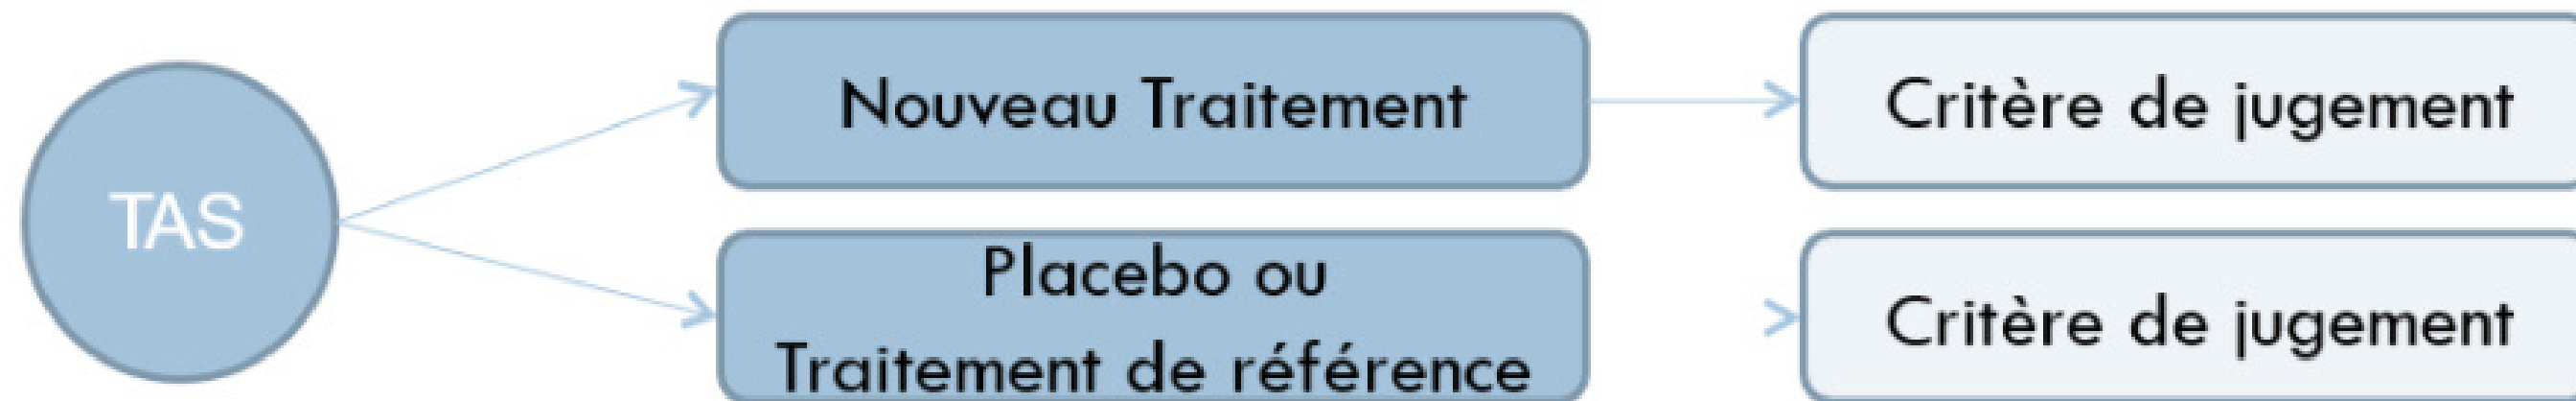 TAS
Nouveau Traitement
Critère de jugement
Placebo ou
Traitement de référence
Critère de jugement